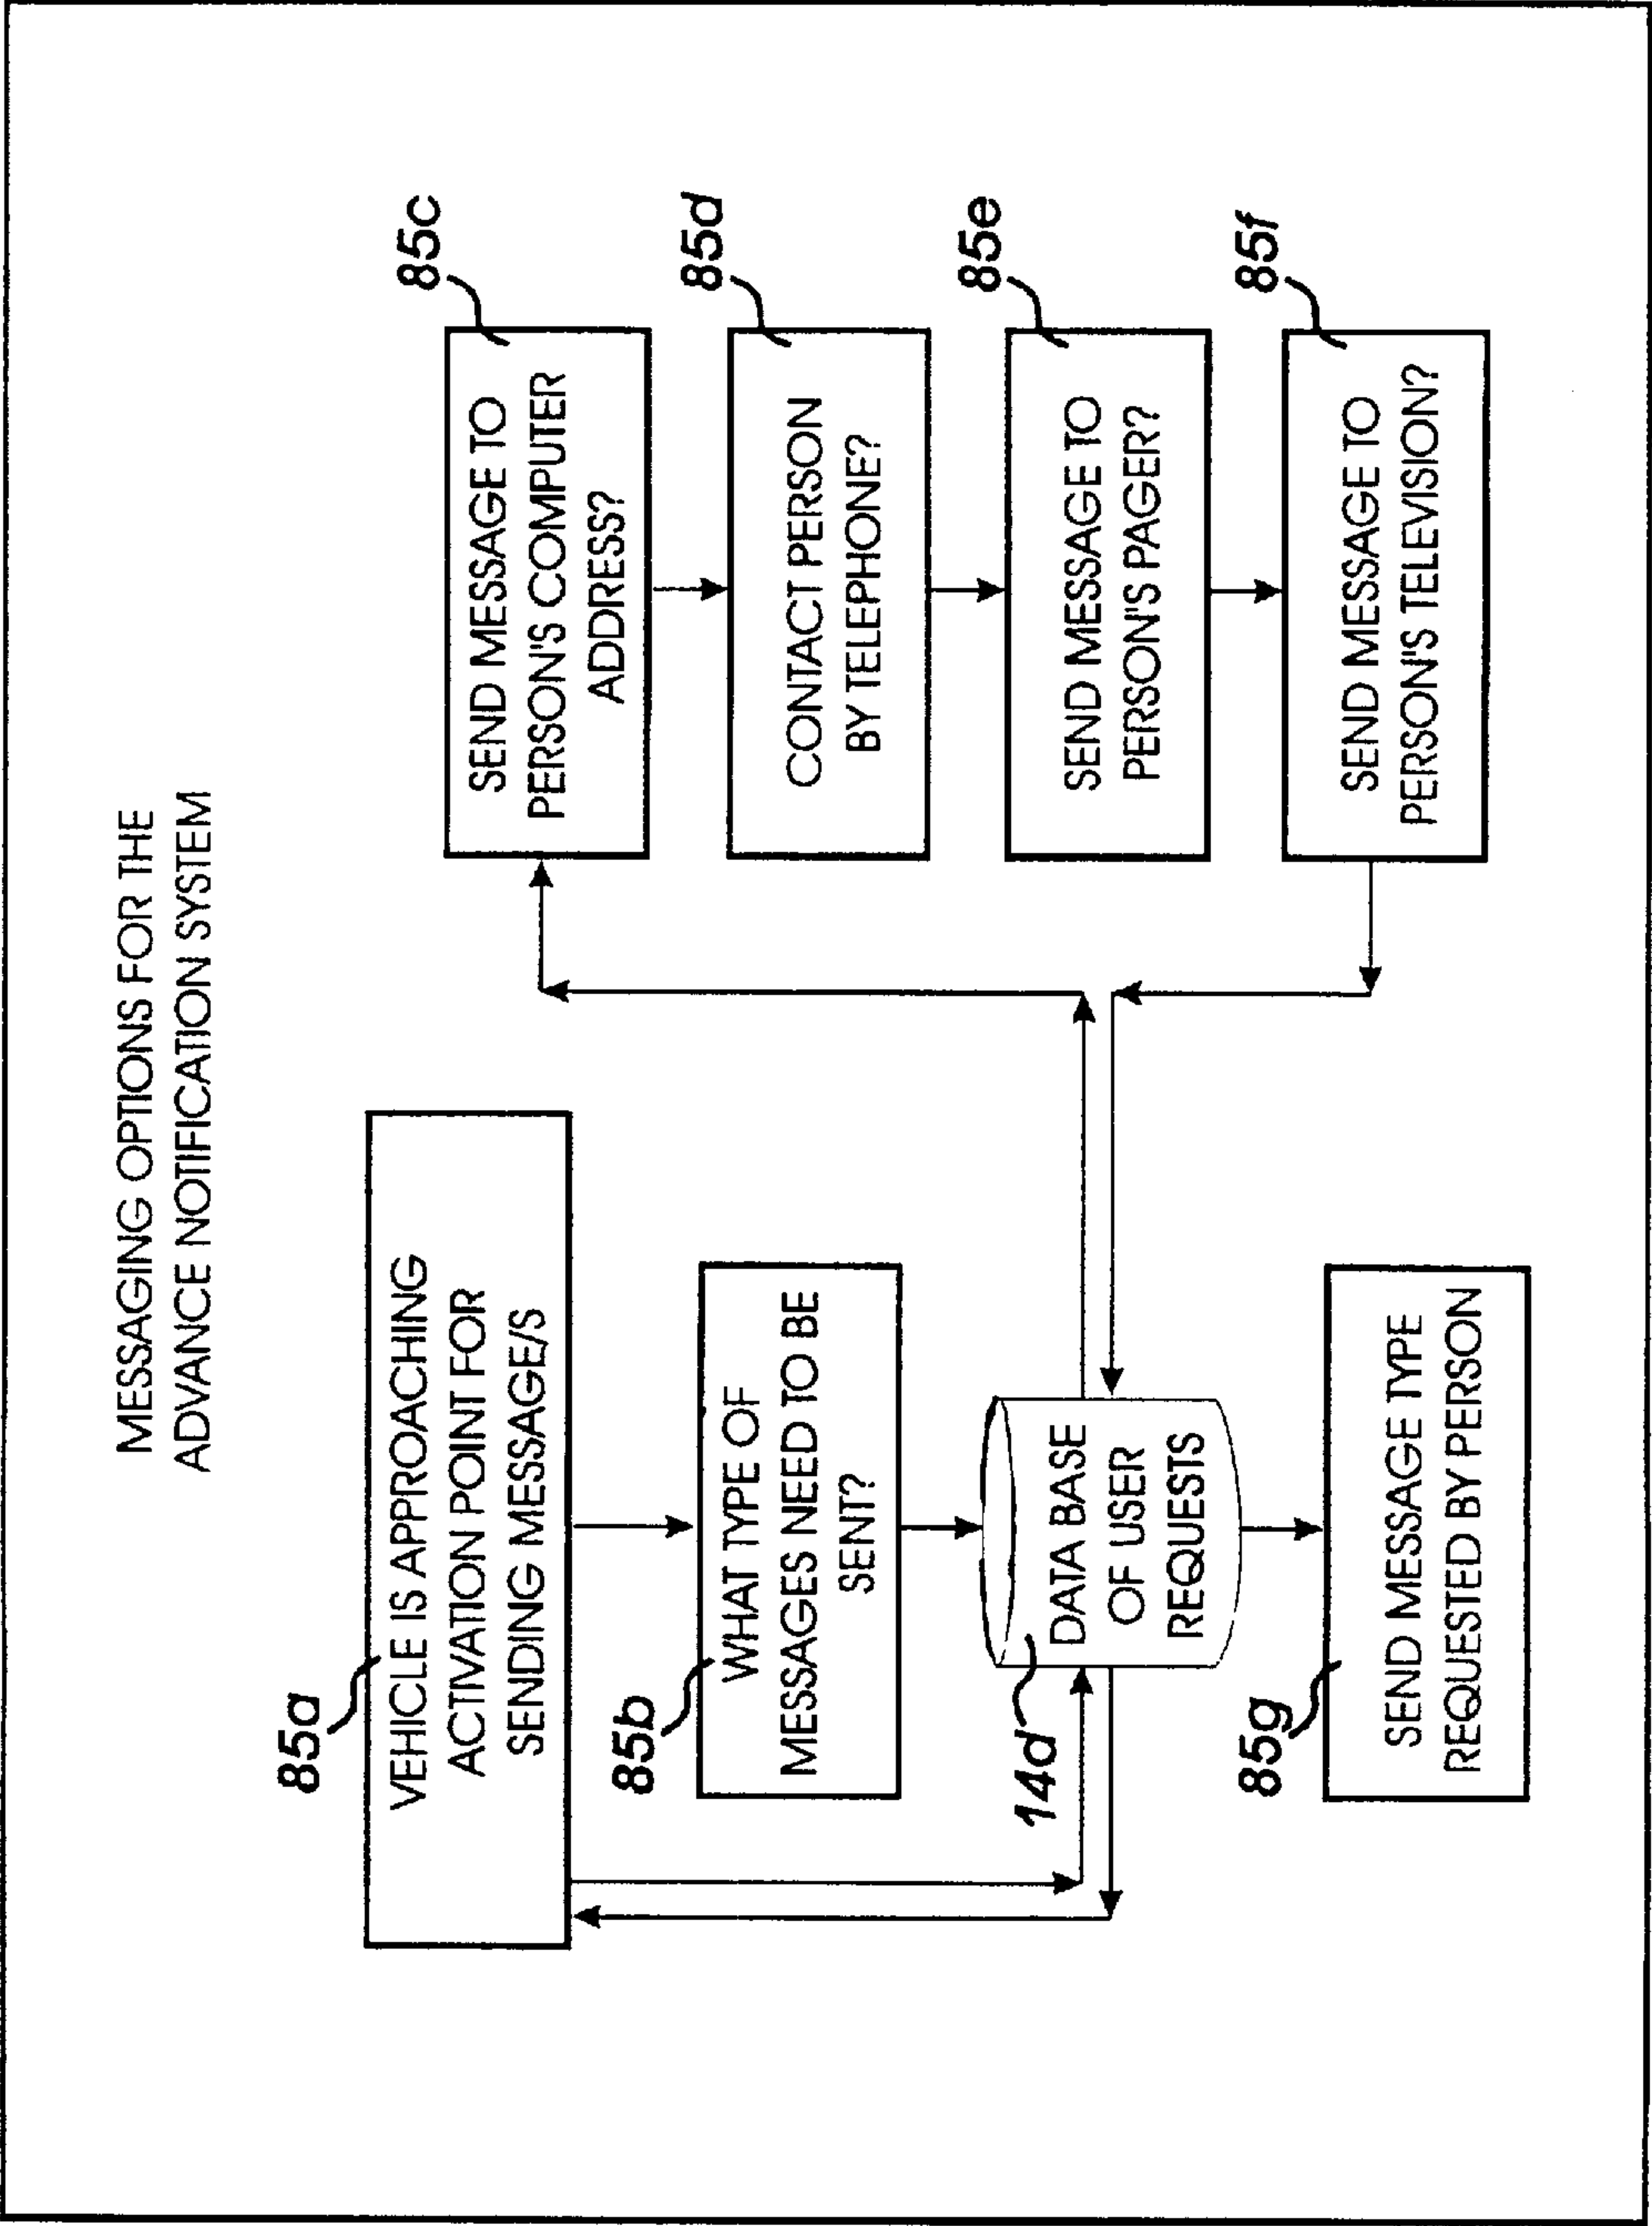 MESSAGING OPTIONS FOR THE
ADVANCE NOTIFICATION SYSTEM
85a
VEHICLE IS APPROACHING
ACTIVATION POINT FOR
SENDING MESSAGE/S
85b
WHAT TYPE OF
MESSAGES NEED TO BE
SENT?
14d
DATA BASE
OF USER
REQUESTS
85g
SEND MESSAGE TYPE
REQUESTED BY PERSON
85c
SEND MESSAGE TO
PERSON'S COMPUTER
ADDRESS?
85d
CONTACT PERSON
BY TELEPHONE?
85e
SEND MESSAGE TO
PERSON'S PAGER?
85f
SEND MESSAGE TO
PERSON'S TELEVISION?